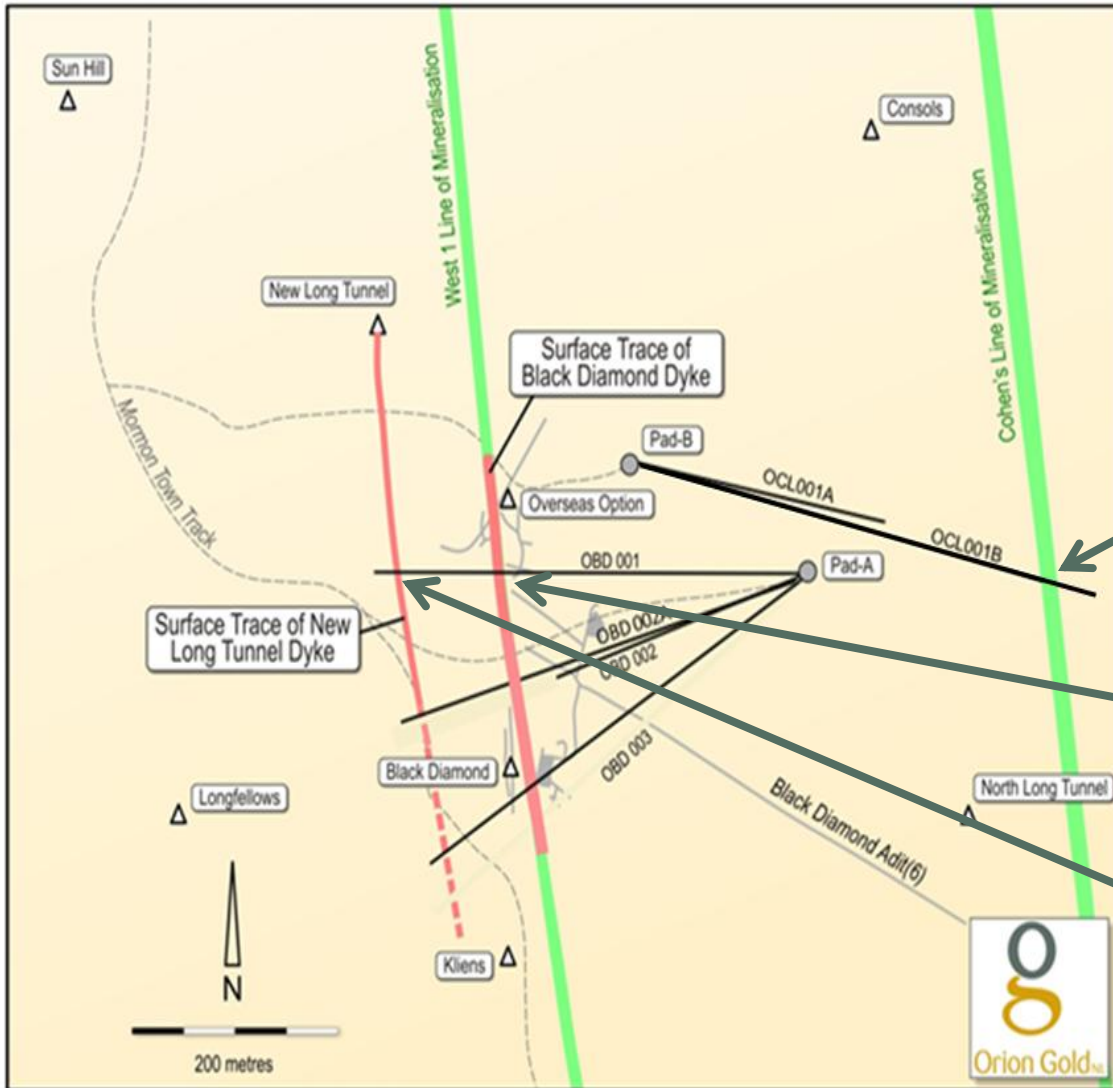 Sun Hill
Consols
West 1 Line of Mineralisation
Cohen's Line of Mineralisation
New Long Tunnel
Surface Trace of
Black Diamond Dyke
Mormon Town Track
Pad-B
OCL001A
Overseas Option
OCL001B
OBD 001
Pad-A
Surface Trace of New
Long Tunnel Dyke
OBD 002A
OBD 002
OBD 003
Black Diamond
Longfellows
North Long Tunnel
Black Diamond Adit(6)
Kliens
N
200 metres
Orion Gold NL